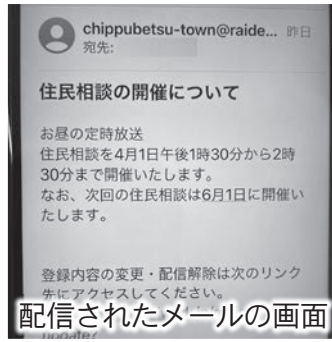 chippubetsu-town@raide... 昨日
宛先:
住民相談の開催について
お昼の定時放送
住民相談を4月1日午後1時30分から2時
30分まで開催いたします。
なお、次回の住民相談は6月1日に開催い
たします。
登録内容の変更・配信解除は次のリンク
先にアクセスしてください。
配信されたメールの画面
update?